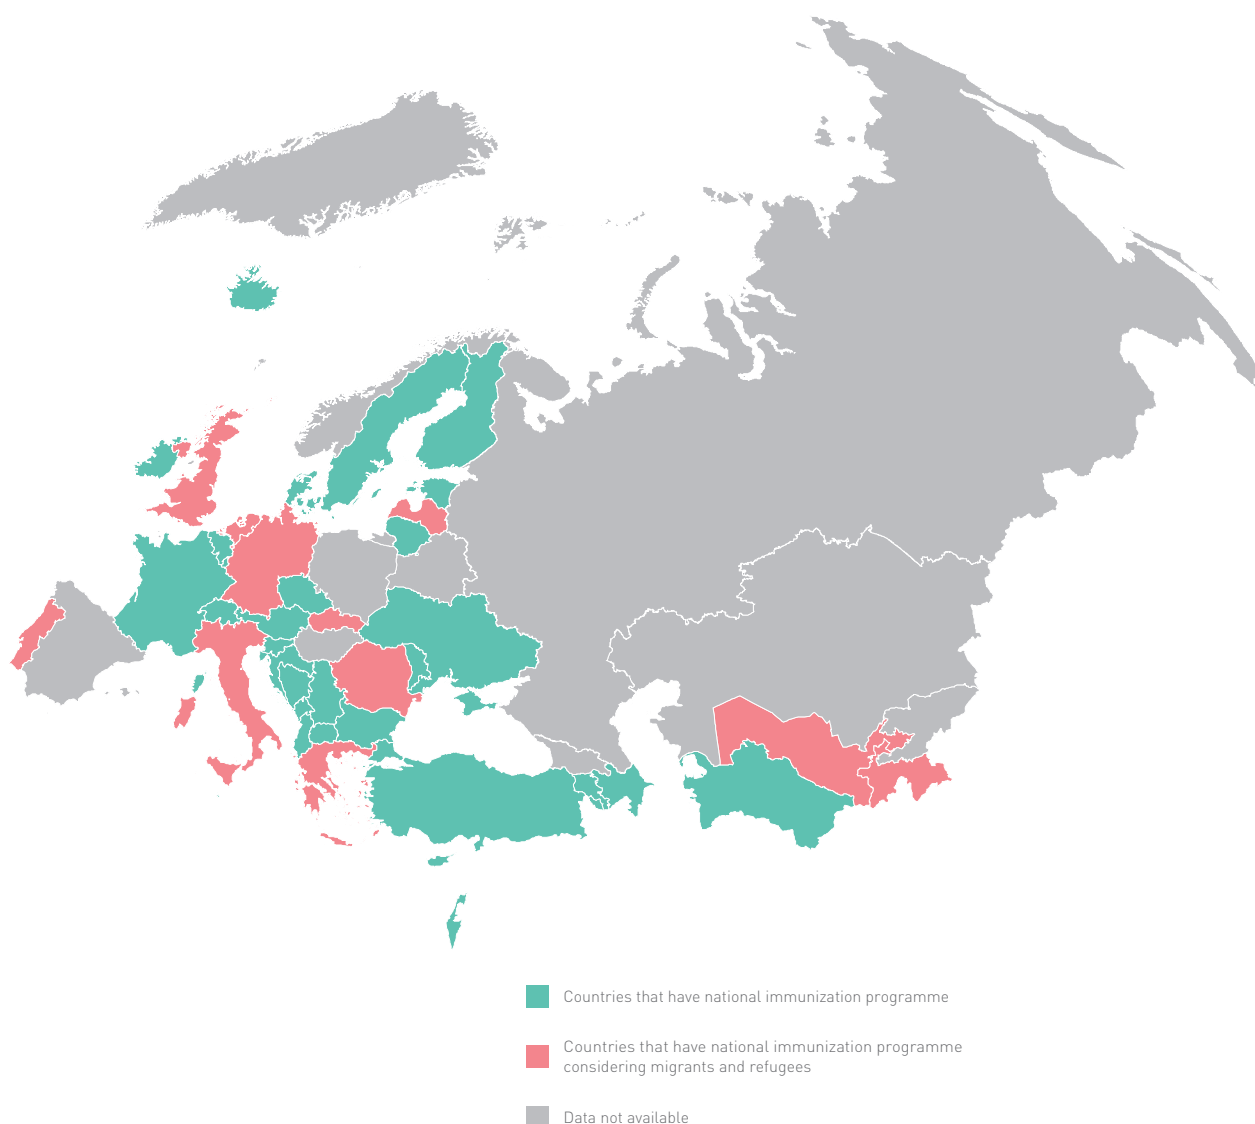 Countries that have national immunization programme
Countries that have national immunization programme
considering migrants and refugees
Data not available